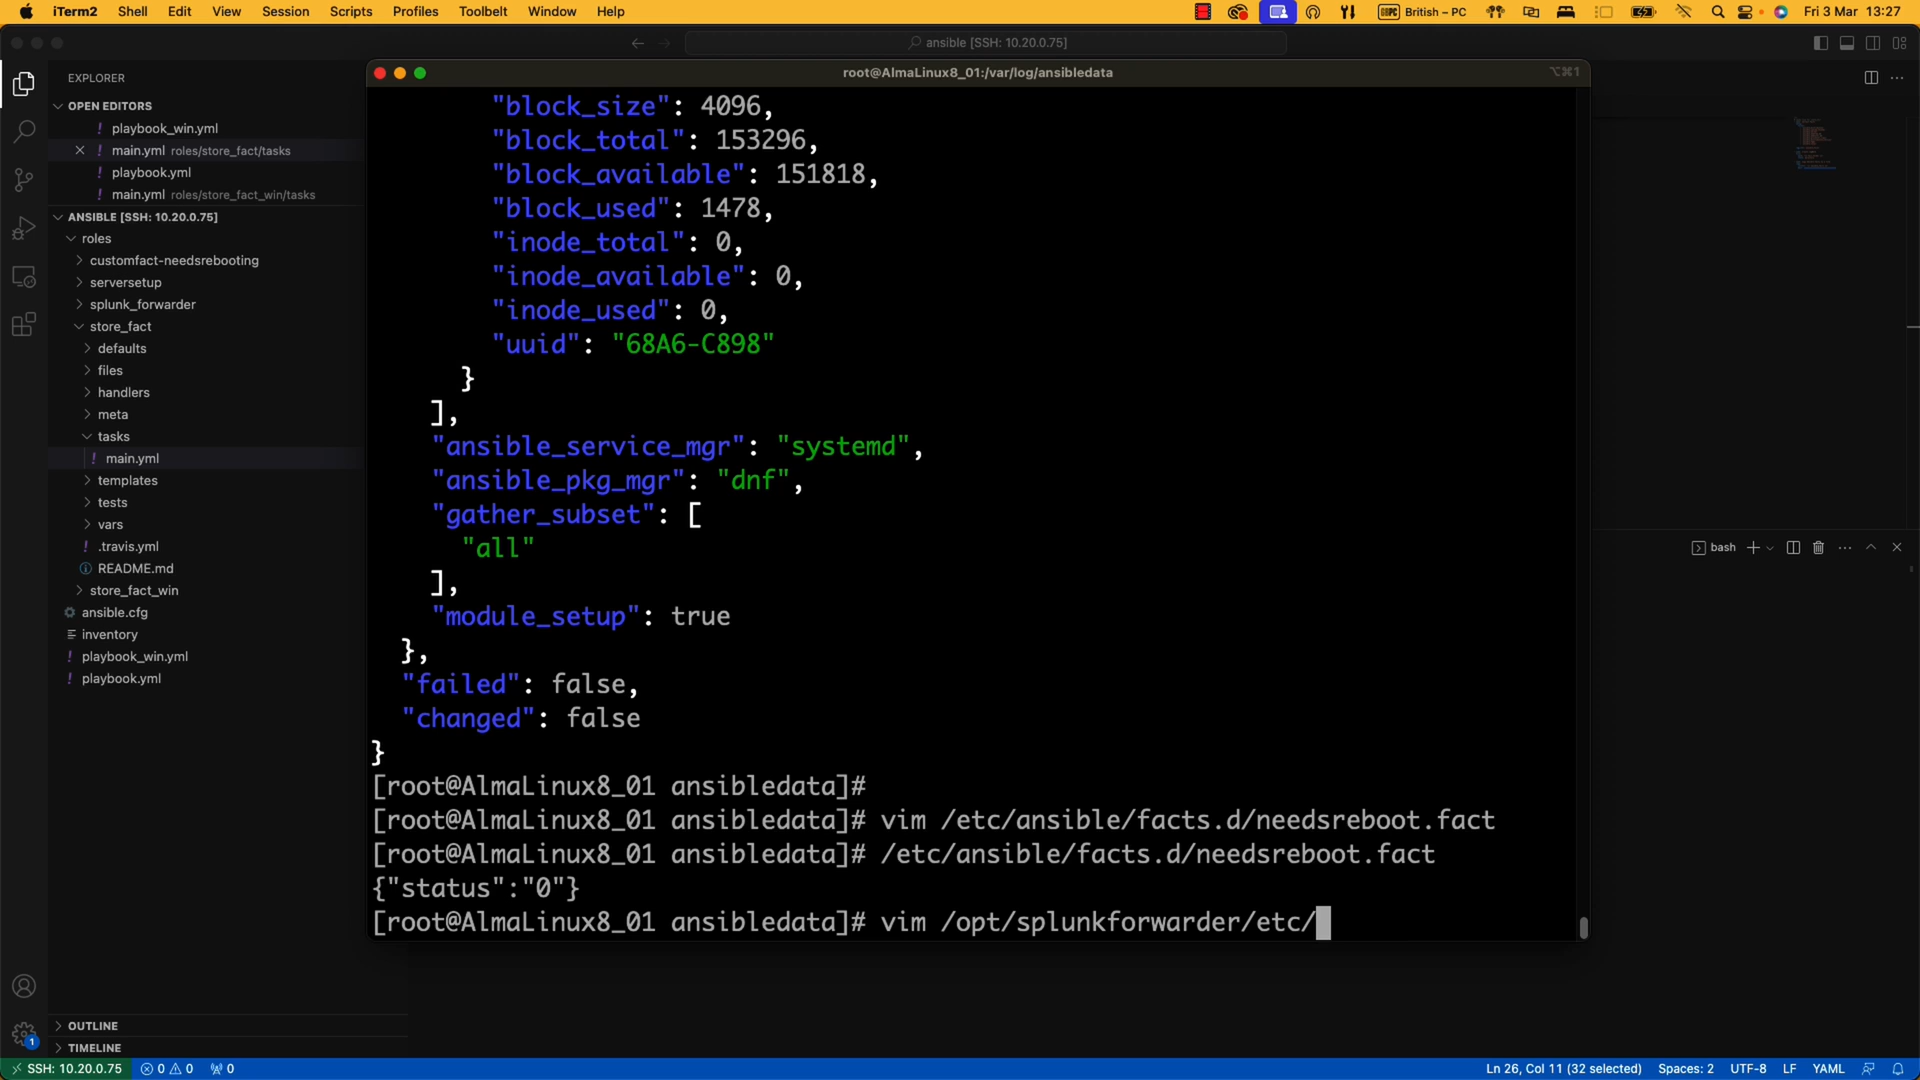 iTerm2 Shell Edit View Session Scripts Profiles Toolbelt Window Help British – PC Fri 3 Mar 13:27
ansible [SSH: 10.20.0.75]
EXPLORER
OPEN EDITORS
! playbook_win.yml
! main.yml roles/store_fact/tasks
! playbook.yml
! main.yml roles/store_fact_win/tasks
ANSIBLE [SSH: 10.20.0.75]
roles
customfact-needsrebooting
serversetup
splunk_forwarder
store_fact
defaults
files
handlers
meta
tasks
! main.yml
templates
tests
vars
! .travis.yml
README.md
store_fact_win
ansible.cfg
inventory
! playbook_win.yml
! playbook.yml
OUTLINE
TIMELINE
root@AlmaLinux8_01:/var/log/ansibledata ⌥⌘1
"block_size": 4096,
"block_total": 153296,
"block_available": 151818,
"block_used": 1478,
"inode_total": 0,
"inode_available": 0,
"inode_used": 0,
"uuid": "68A6-C898"
}
],
"ansible_service_mgr": "systemd",
"ansible_pkg_mgr": "dnf",
"gather_subset": [
"all"
],
"module_setup": true
},
"failed": false,
"changed": false
}
[root@AlmaLinux8_01 ansibledata]#
[root@AlmaLinux8_01 ansibledata]# vim /etc/ansible/facts.d/needsreboot.fact
[root@AlmaLinux8_01 ansibledata]# /etc/ansible/facts.d/needsreboot.fact
{"status":"0"}
[root@AlmaLinux8_01 ansibledata]# vim /opt/splunkforwarder/etc/
bash
1
SSH: 10.20.0.75 0 0 0 Ln 26, Col 11 (32 selected) Spaces: 2 UTF-8 LF YAML